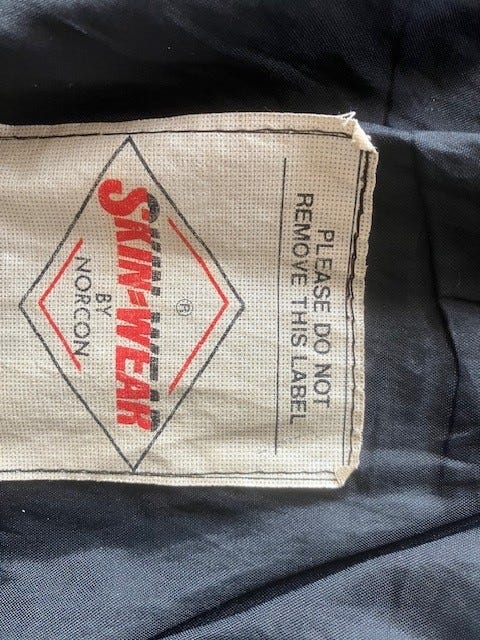 PLEASE DO NOT
REMOVE THIS LABEL
®
SKIN-WEAR
BY
NORCON